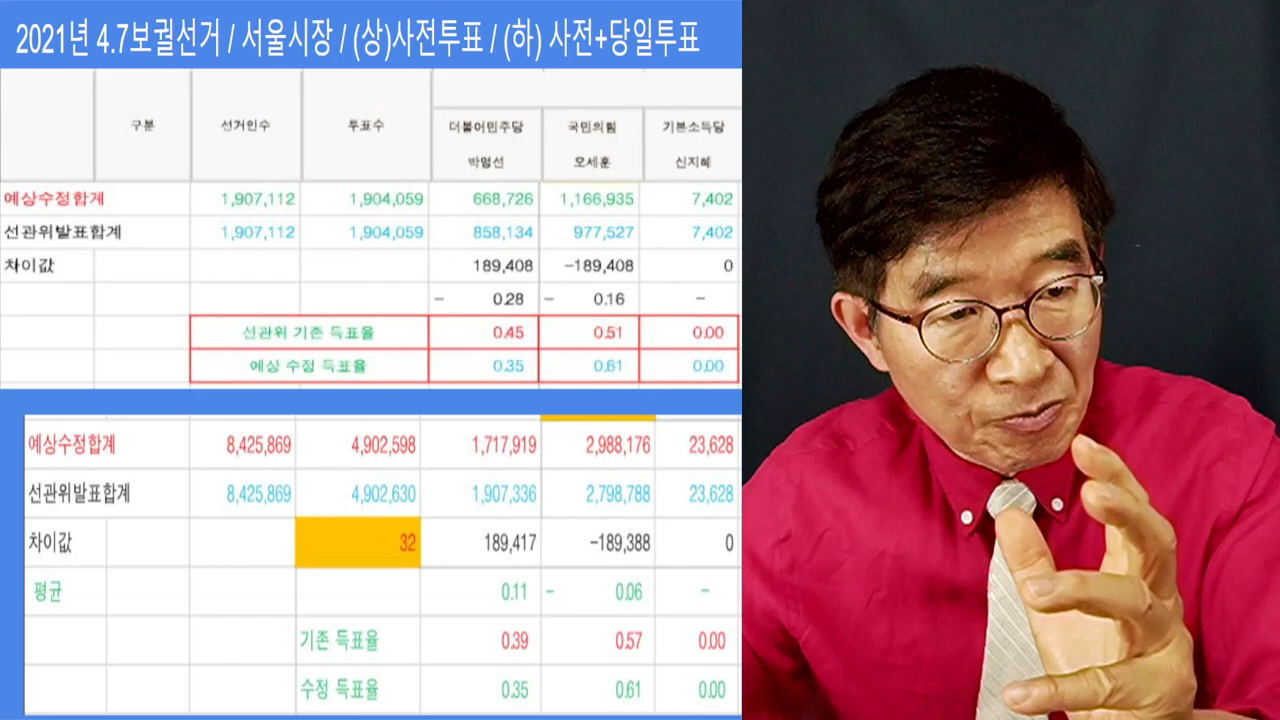 2021년 4.7보궐선거 / 서울시장 / (상)사전투표 / (하) 사전+당일투표
구분 선거인수 투표수 더불어민주당 국민의힘 기본소득당
박영선 오세훈 신지혜
예상수정합계 1,907,112 1,904,059 668,726 1,166,935 7,402
선관위발표합계 1,907,112 1,904,059 858,134 977,527 7,402
차이값 189,408 -189,408 0
- 0.28 - 0.16 -
선관위 기존 득표율 0.45 0.51 0.00
예상 수정 득표율 0.35 0.61 0.00
예상수정합계 8,425,869 4,902,598 1,717,919 2,988,176 23,628
선관위발표합계 8,425,869 4,902,630 1,907,336 2,798,788 23,628
차이값 32 189,417 -189,388 0
평균 0.11 - 0.06 -
기존 득표율 0.39 0.57 0.00
수정 득표율 0.35 0.61 0.00